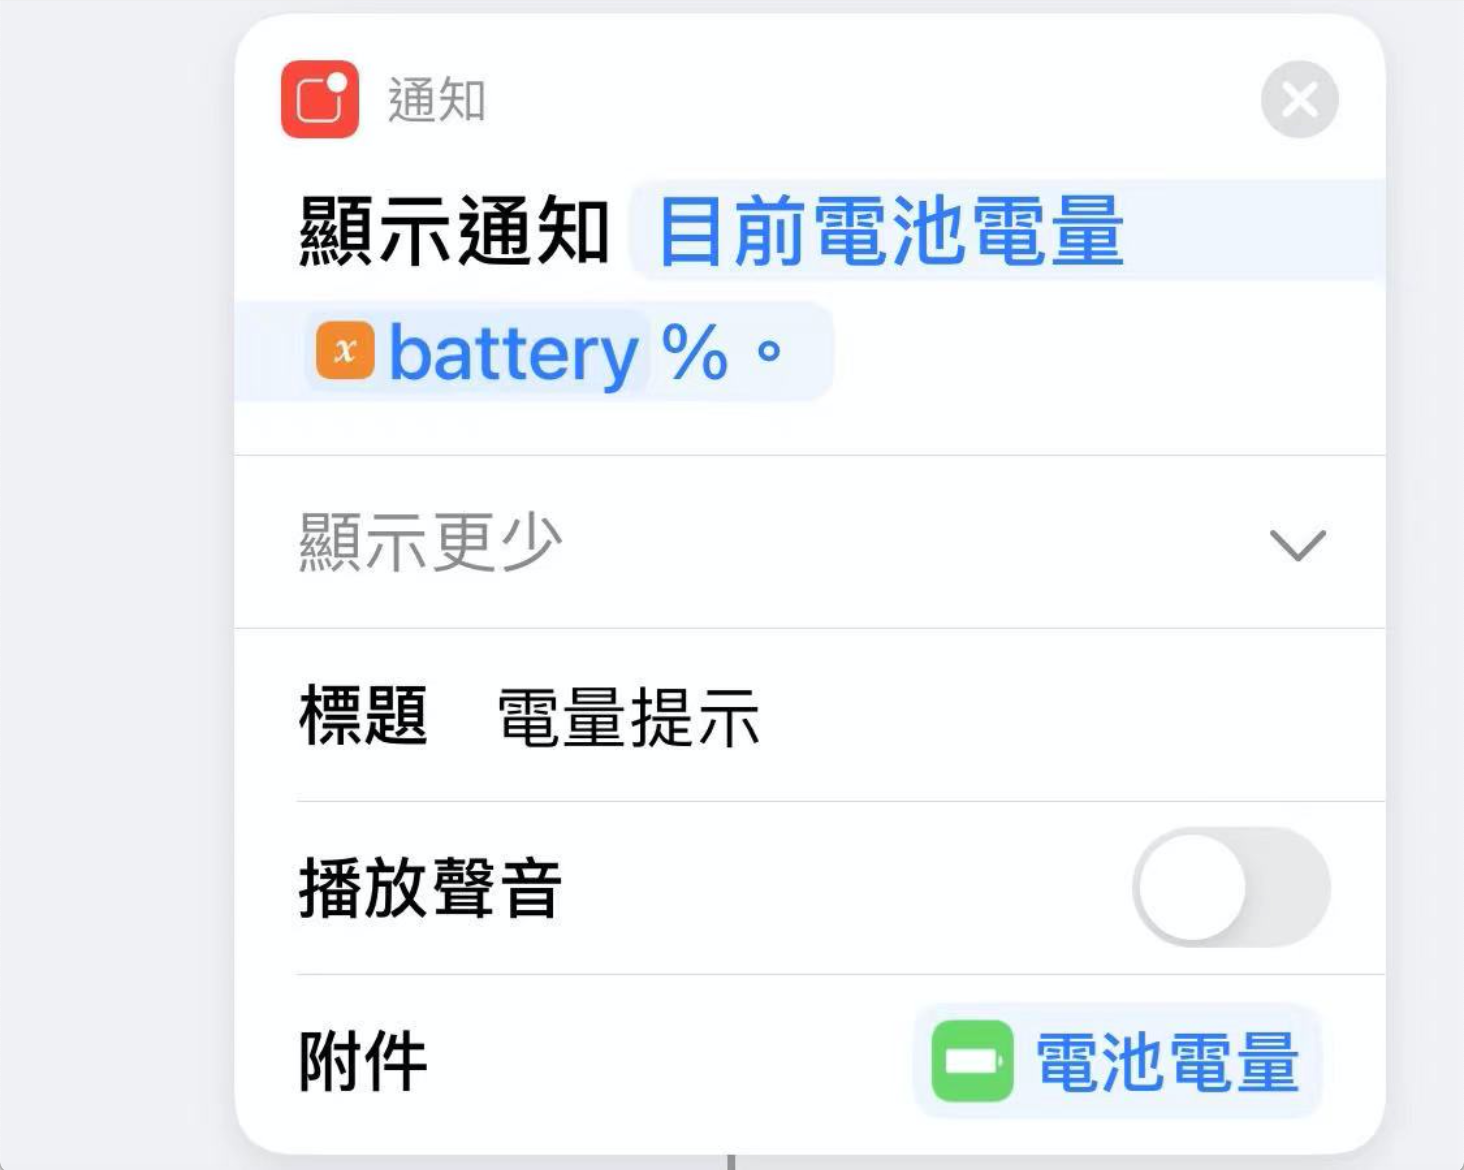 通知
顯示通知 目前電池電量
x battery %。
顯示更少
標題 電量提示
播放聲音
附件 電池電量